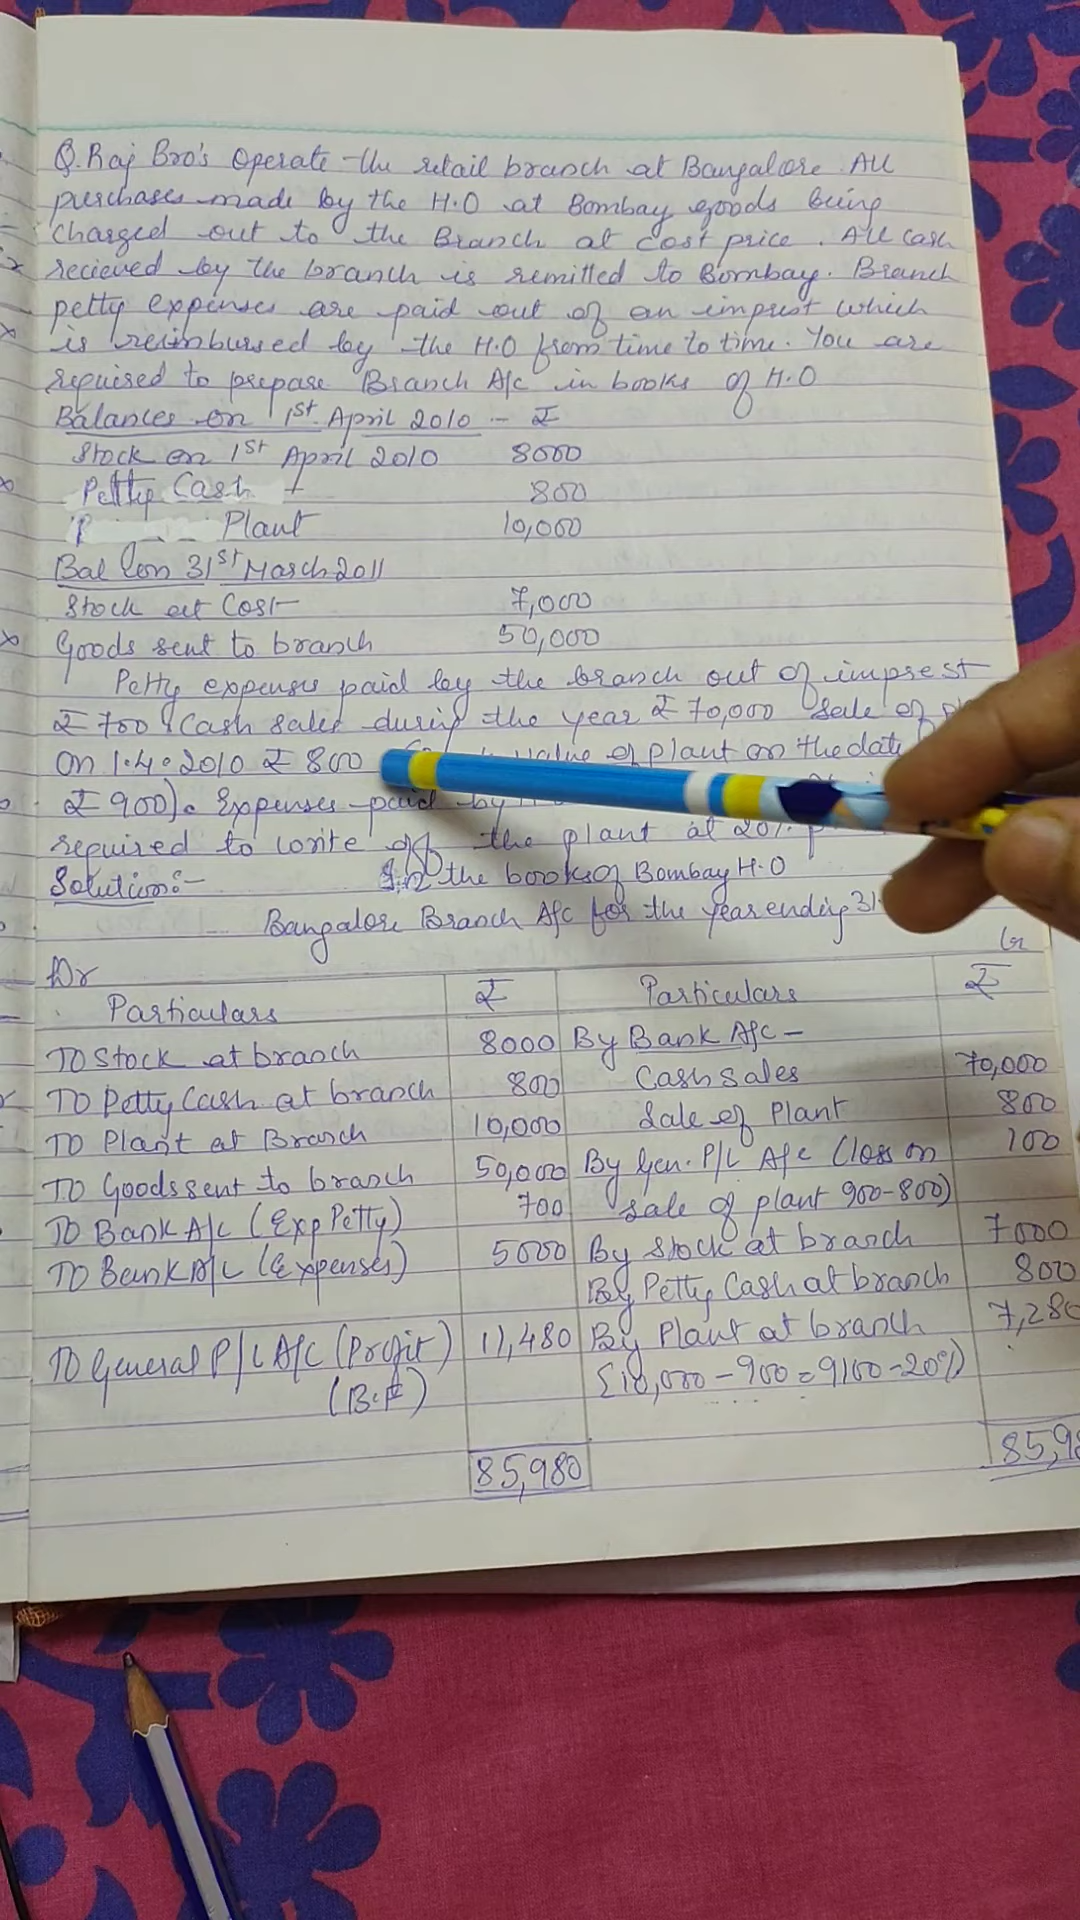 Q. Raj Bro's Operate the retail branch at Bangalore. All
purchases made by the H.O at Bombay goods being
charged out to the Branch at cost price. All cash
recieved by the branch is remitted to Bombay. Branch
petty expenses are paid out of an imprest which
is reimbursed by the H.O from time to time. You are
required to prepare Branch A/c in books of H.O
Balances on 1st April 2010 - ₹
Stock on 1st April 2010 8000
Petty Cash 800
Plant 10,000
Bal on 31st March 2011
Stock at Cost 7,000
Goods sent to branch 50,000
Petty expenses paid by the branch out of imprest
₹ 700 Cash sales during the year ₹ 70,000 Sale of
On 1.4.2010 ₹ 800 value of plant on the date
₹ 900). Expenses paid by
required to write off the plant at 20%
Solution:- In the books of Bombay H.O
Bangalore Branch A/c for the year ending 31
Dr Cr
Particulars ₹ Particulars ₹
TO Stock at branch 8000 By Bank A/c -
TO Petty Cash at branch 800 Cash sales 70,000
TO Plant at Branch 10,000 Sale of Plant 800
TO Goods sent to branch 50,000 By Gen. P/L A/c (loss on 100
TO Bank A/c (Exp Petty) 700 sale of plant 900-800)
TO Bank A/c (Expenses) 5000 By Stock at branch 7000
By Petty Cash at branch 800
TO General P/L A/c (Profit) 11,480 By Plant at branch 7,280
(B.f) {10,000-900=9100-20%)
85,980 85,9